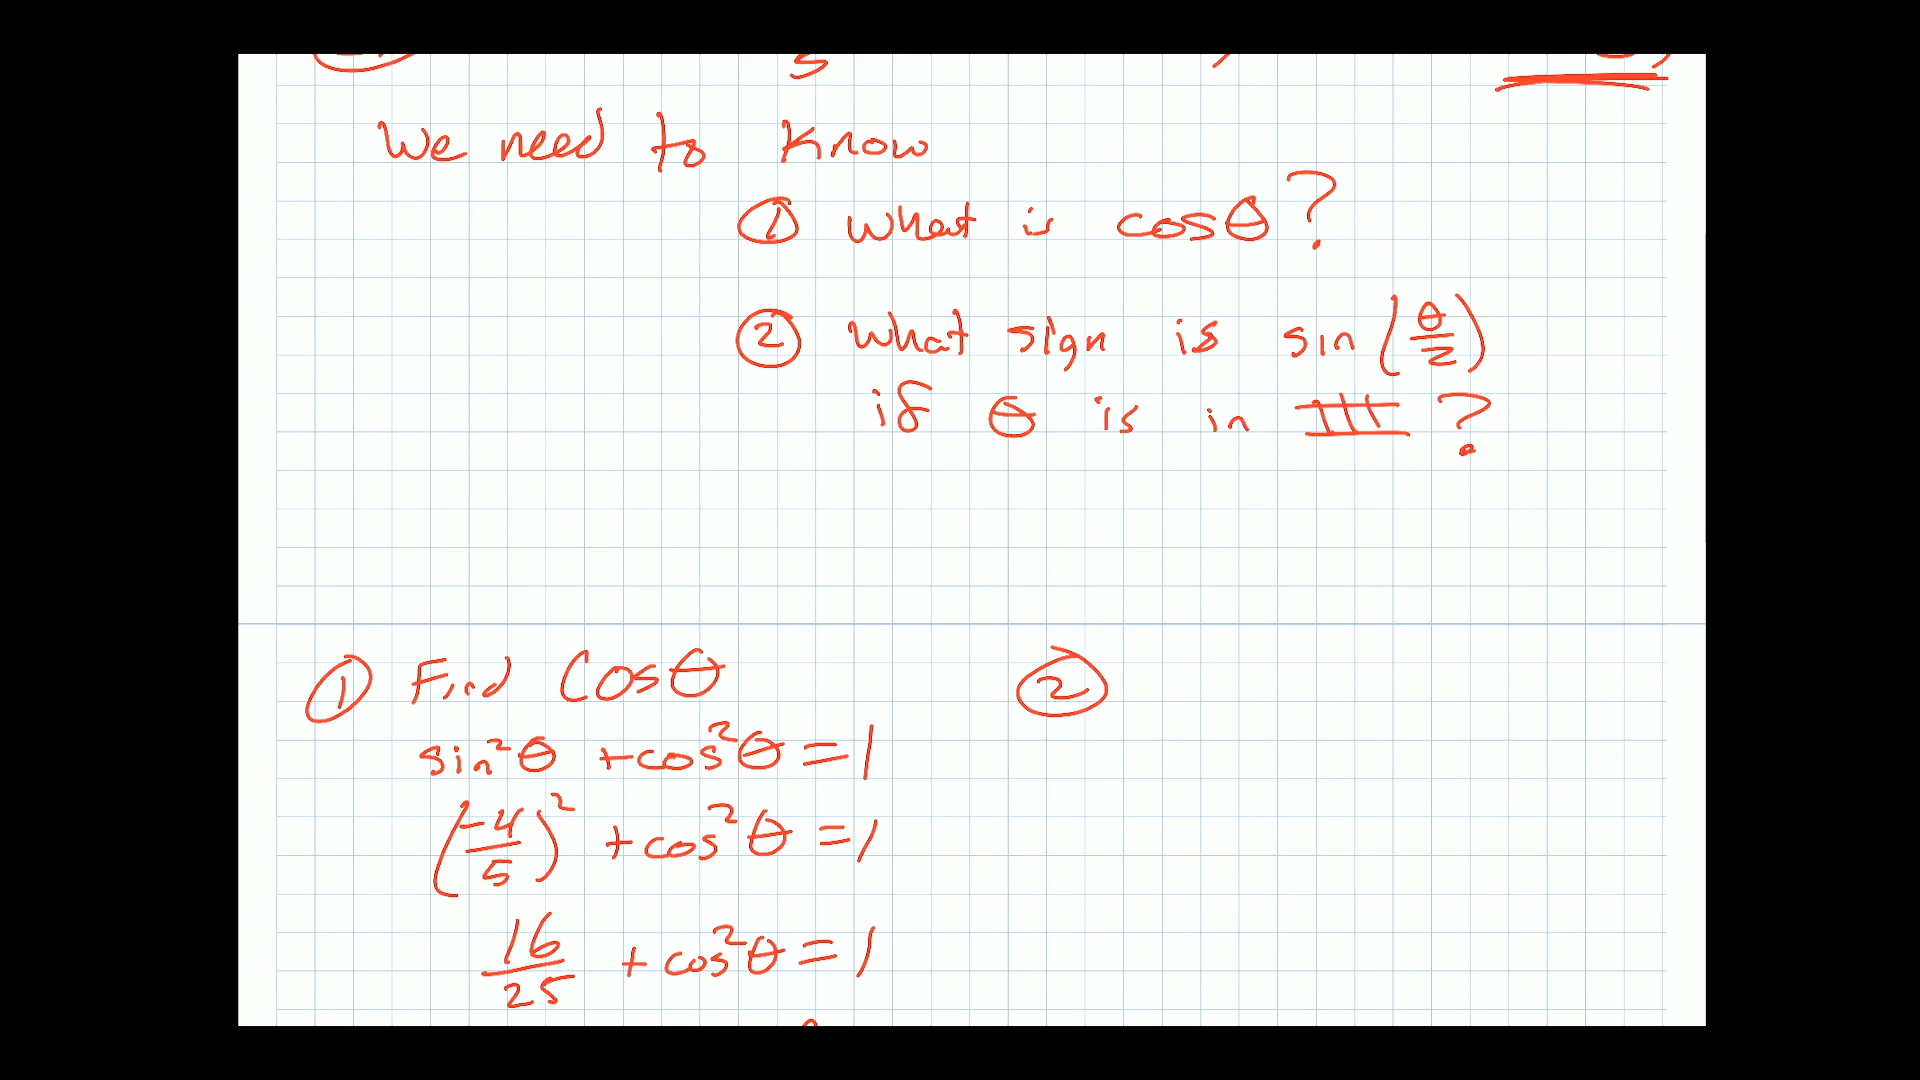 5
We need to know
① What is cosθ?
② What sign is sin(θ/2)
if θ is in III?
① Find Cosθ
sin²θ + cos²θ = 1
(-4/5)² + cos²θ = 1
16/25 + cos²θ = 1
②